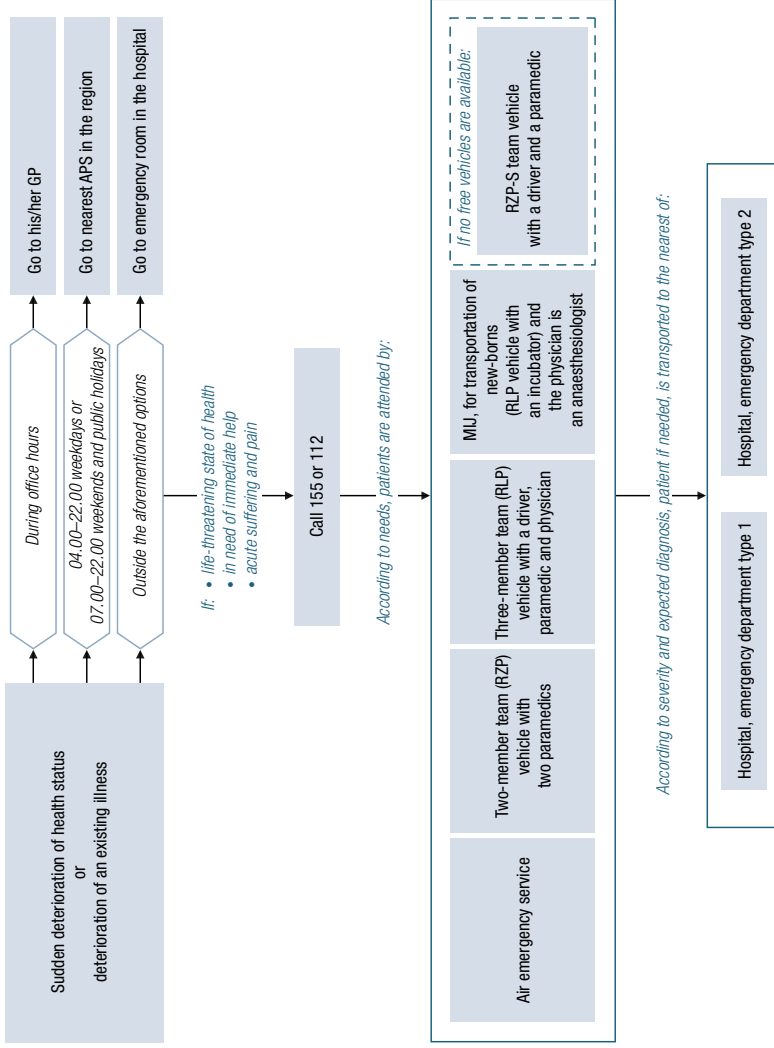 Sudden deterioration of health status
or
deterioration of an existing illness
During office hours
Go to his/her GP
04.00–22.00 weekdays or
07.00–22.00 weekends and public holidays
Go to nearest APS in the region
Outside the aforementioned options
Go to emergency room in the hospital
If: • life-threatening state of health
• in need of immediate help
• acute suffering and pain
Call 155 or 112
According to needs, patients are attended by:
Air emergency service
Two-member team (RZP)
vehicle with
two paramedics
Three-member team (RLP)
vehicle with a driver,
paramedic and physician
MIJ, for transportation of
new-borns
(RLP vehicle with
an incubator) and
the physician is
an anaesthesiologist
If no free vehicles are available:
RZP-S team vehicle
with a driver and a paramedic
According to severity and expected diagnosis, patient if needed, is transported to the nearest of:
Hospital, emergency department type 1
Hospital, emergency department type 2